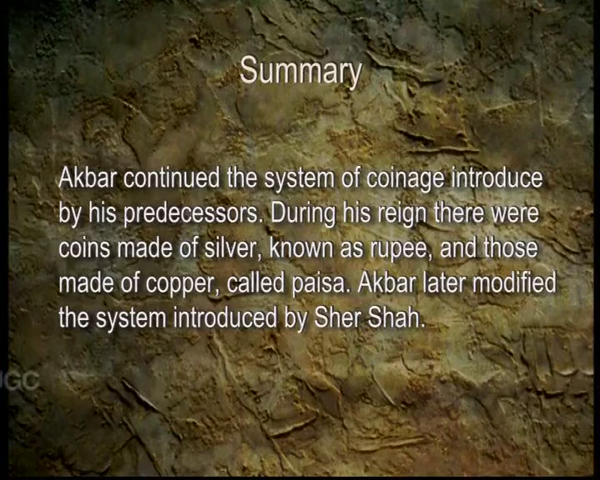 Summary
Akbar continued the system of coinage introduce
by his predecessors. During his reign there were
coins made of silver, known as rupee, and those
made of copper, called paisa. Akbar later modified
the system introduced by Sher Shah.